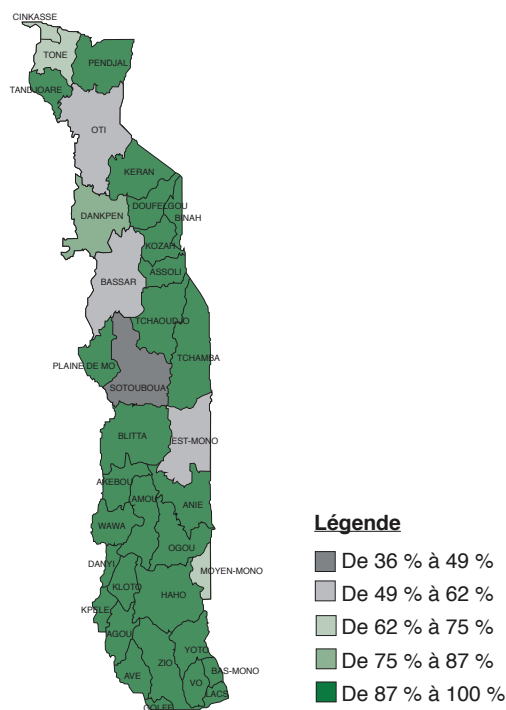 CINKASSE
TONE
PENDJAL
TANDJOARE
OTI
KERAN
DOUFELGOU
DANKPEN
BINAH
KOZAH
ASSOLI
BASSAR
TCHAOUDJO
TCHAMBA
PLAINE DE MO
SOTOUBOUA
BLITTA
EST-MONO
AKEBOU
AMOU
ANIE
WAWA
OGOU
DANYI
MOYEN-MONO
KLOTO
HAHO
KPELE
AGOU
YOTO
ZIO
BAS-MONO
AVE
VO
LACS
GOLFE
Légende
De 36 % à 49 %
De 49 % à 62 %
De 62 % à 75 %
De 75 % à 87 %
De 87 % à 100 %